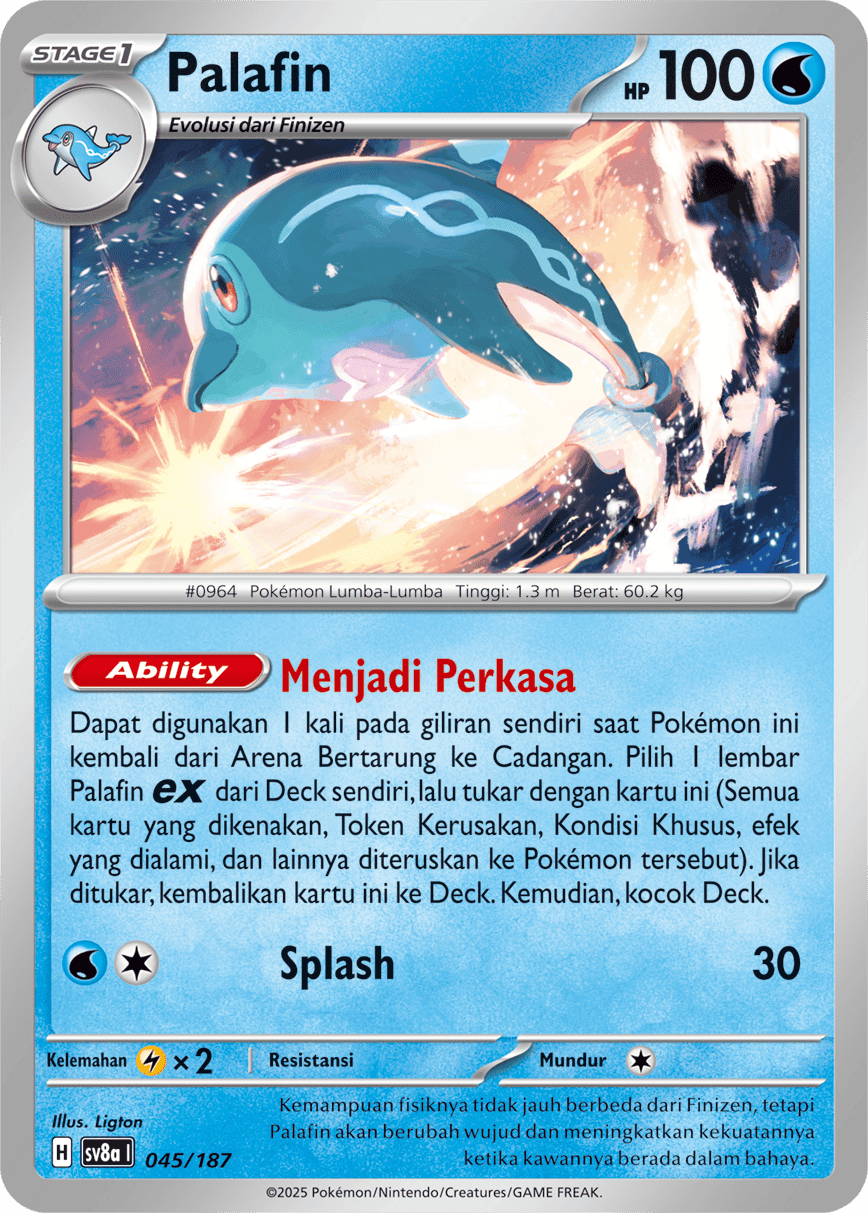 STAGE1
Palafin
HP 100
Evolusi dari Finizen
#0964 Pokémon Lumba-Lumba Tinggi: 1.3 m Berat: 60.2 kg
Ability Menjadi Perkasa
Dapat digunakan 1 kali pada giliran sendiri saat Pokémon ini
kembali dari Arena Bertarung ke Cadangan. Pilih 1 lembar
Palafin ex dari Deck sendiri, lalu tukar dengan kartu ini (Semua
kartu yang dikenakan, Token Kerusakan, Kondisi Khusus, efek
yang dialami, dan lainnya diteruskan ke Pokémon tersebut). Jika
ditukar, kembalikan kartu ini ke Deck. Kemudian, kocok Deck.
Splash 30
Kelemahan ×2 Resistansi Mundur
Kemampuan fisiknya tidak jauh berbeda dari Finizen, tetapi
Palafin akan berubah wujud dan meningkatkan kekuatannya
ketika kawannya berada dalam bahaya.
Illus. Ligton
H sv8a I 045/187
©2025 Pokémon/Nintendo/Creatures/GAME FREAK.